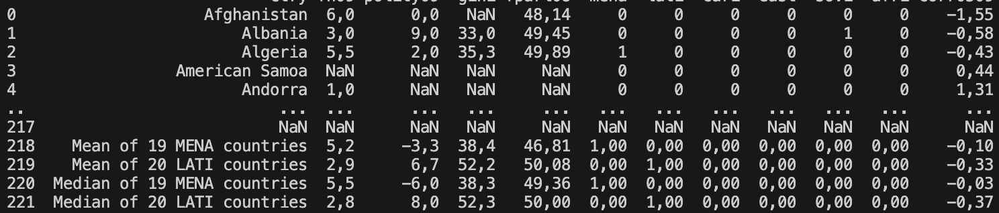 0 Afghanistan 6,0 0,0 NaN 48,14 0 0 0 0 0 0 -1,55
1 Albania 3,0 9,0 33,0 49,45 0 0 0 0 1 0 -0,58
2 Algeria 5,5 2,0 35,3 49,89 1 0 0 0 0 0 -0,43
3 American Samoa NaN NaN NaN NaN 0 0 0 0 0 0 0,44
4 Andorra 1,0 NaN NaN NaN 0 0 0 0 0 0 1,31
.. ... ... ... ... ... ... ... ... ... ... ... ...
217 NaN NaN NaN NaN NaN NaN NaN NaN NaN NaN NaN NaN
218 Mean of 19 MENA countries 5,2 -3,3 38,4 46,81 1,00 0,00 0,00 0,00 0,00 0,00 -0,10
219 Mean of 20 LATI countries 2,9 6,7 52,2 50,08 0,00 1,00 0,00 0,00 0,00 0,00 -0,33
220 Median of 19 MENA countries 5,5 -6,0 38,3 49,36 1,00 0,00 0,00 0,00 0,00 0,00 -0,03
221 Median of 20 LATI countries 2,8 8,0 52,3 50,00 0,00 1,00 0,00 0,00 0,00 0,00 -0,37